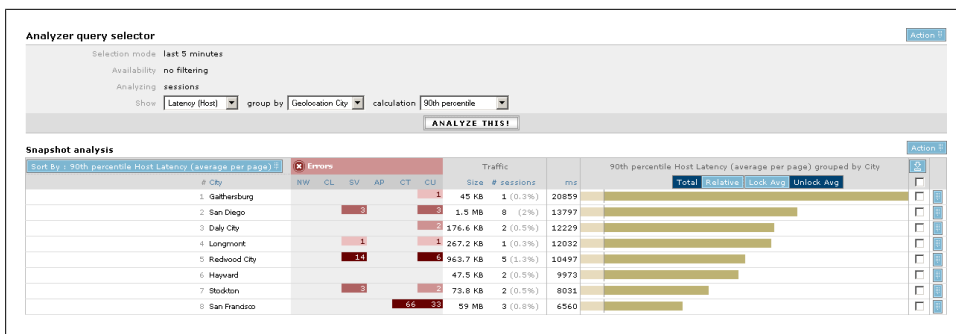 Analyzer query selector Action
Selection mode last 5 minutes
Availability no filtering
Analyzing sessions
Show Latency (Host) group by Geolocation City calculation 90th percentile
ANALYZE THIS!
Snapshot analysis Action
Sort By : 90th percentile Host Latency (average per page) Errors Traffic 90th percentile Host Latency (average per page) grouped by City
# City NW CL SV AP CT CU Size # sessions ms Total Relative Lock Avg Unlock Avg
1 Gaithersburg 1 45 KB 1 (0.3%) 20859
2 San Diego 3 3 1.5 MB 8 (2%) 13797
3 Daly City 2 176.6 KB 2 (0.5%) 12229
4 Longmont 1 1 267.2 KB 1 (0.3%) 12032
5 Redwood City 14 6 963.7 KB 5 (1.3%) 10497
6 Hayward 47.5 KB 2 (0.5%) 9973
7 Stockton 3 2 73.8 KB 2 (0.5%) 8031
8 San Francisco 66 33 59 MB 3 (0.8%) 6560